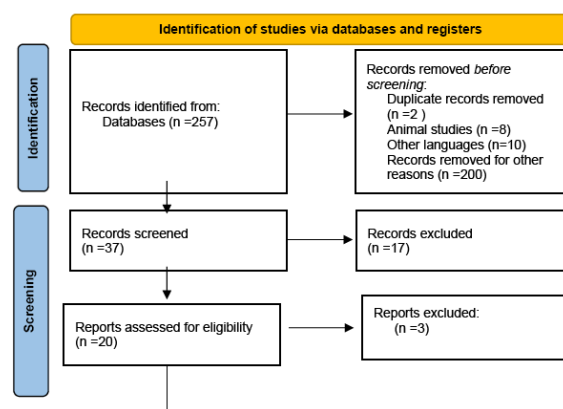 Identification of studies via databases and registers
Identification
Records identified from:
Databases (n =257)
Records removed before
screening:
Duplicate records removed
(n =2 )
Animal studies (n =8)
Other languages (n=10)
Records removed for other
reasons (n =200)
Screening
Records screened
(n =37)
Records excluded
(n =17)
Reports assessed for eligibility
(n =20)
Reports excluded:
(n =3)